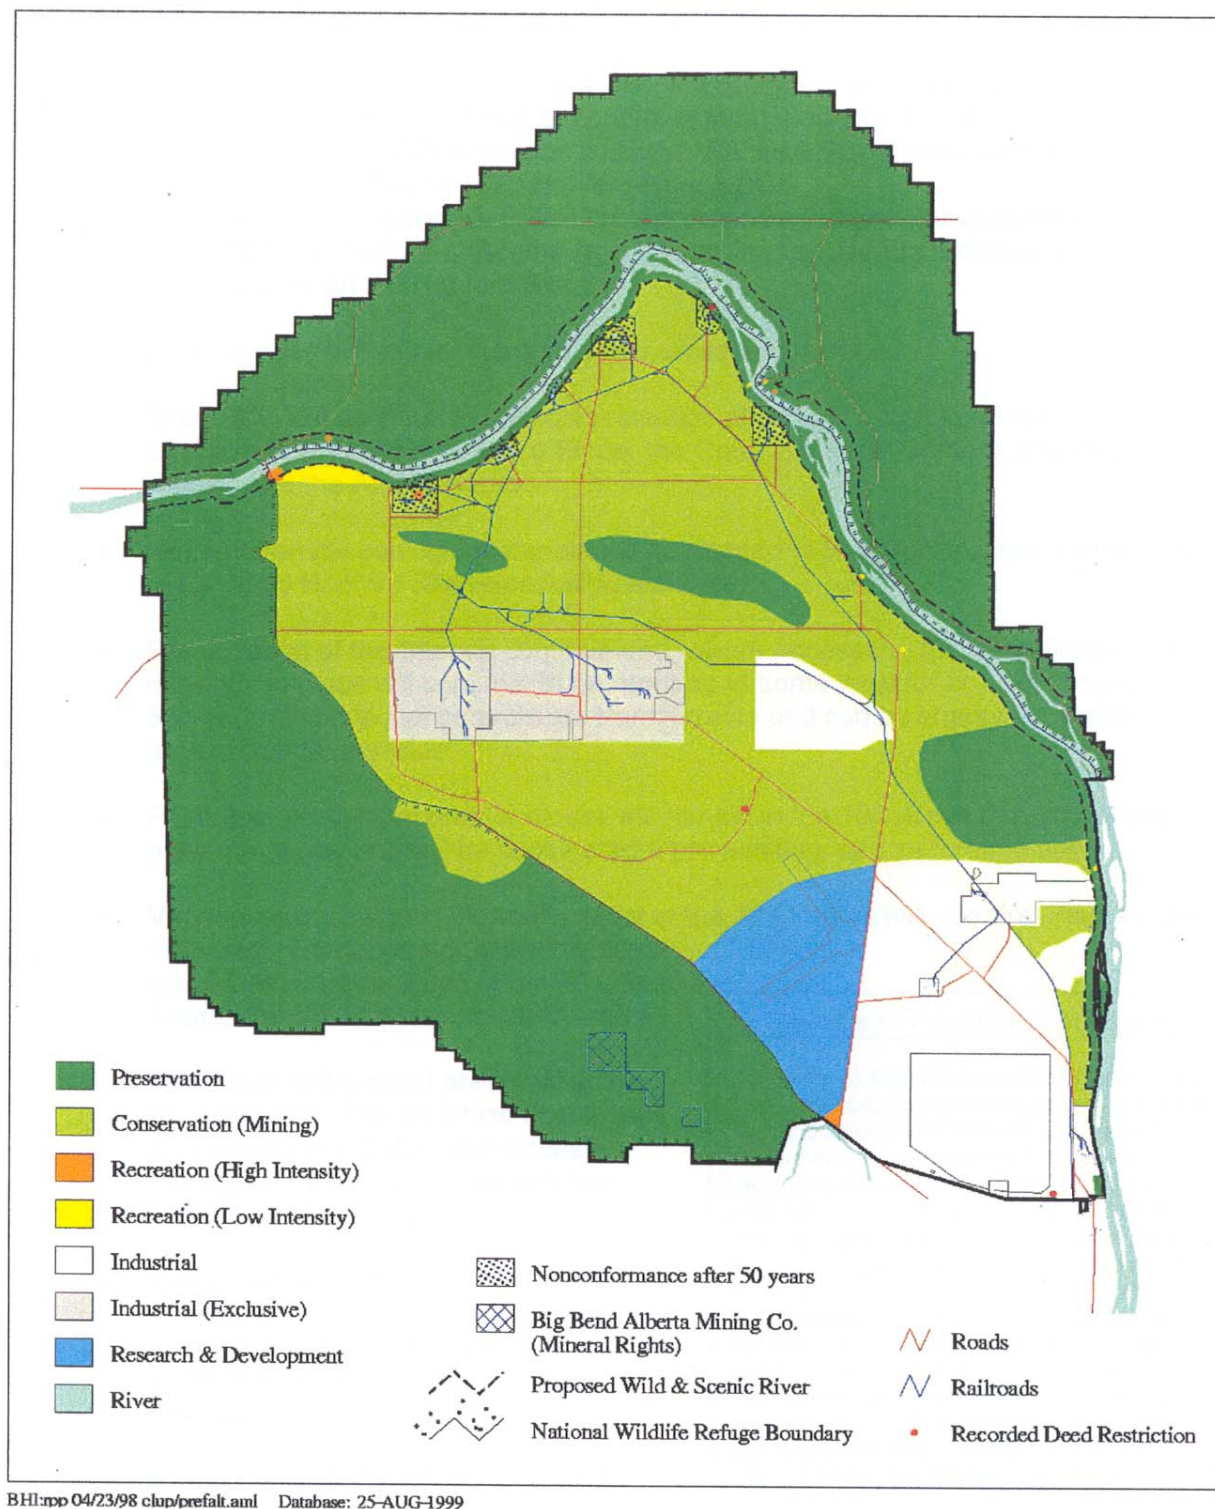 Preservation
Conservation (Mining)
Recreation (High Intensity)
Recreation (Low Intensity)
Industrial
Industrial (Exclusive)
Research & Development
River
Nonconformance after 50 years
Big Bend Alberta Mining Co.
(Mineral Rights)
Proposed Wild & Scenic River
National Wildlife Refuge Boundary
Roads
Railroads
Recorded Deed Restriction
BHI:rpp 04/23/98 clup/prefalt.aml Database: 25-AUG-1999